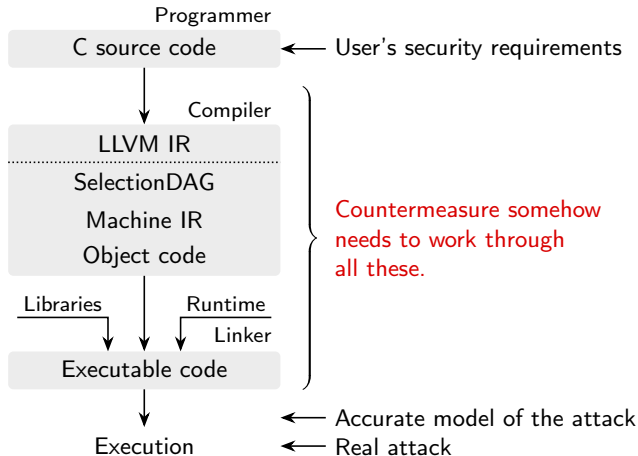 Programmer
C source code
User's security requirements
Compiler
LLVM IR
SelectionDAG
Machine IR
Object code
Countermeasure somehow
needs to work through
all these.
Libraries
Runtime
Linker
Executable code
Accurate model of the attack
Execution
Real attack